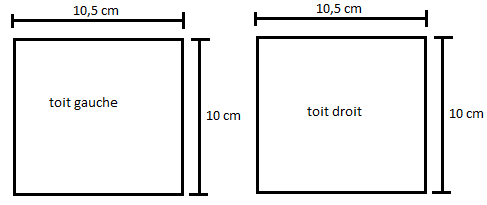 10,5 cm
toit gauche
10 cm
10,5 cm
toit droit
10 cm